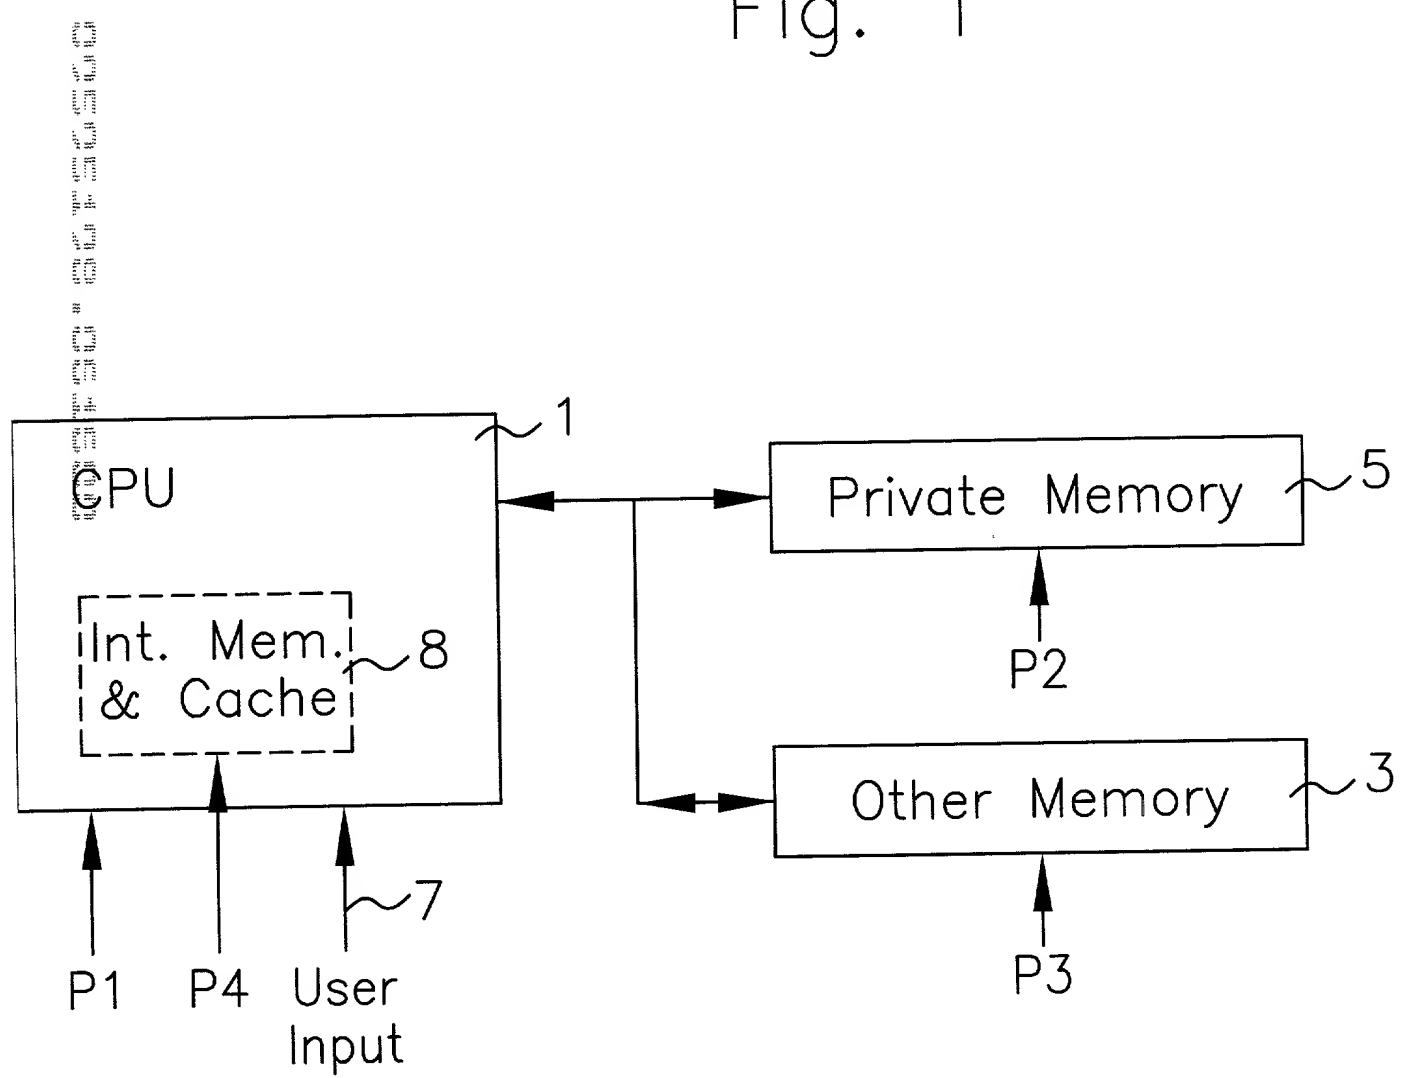 Fig. 1
1
CPU
Private Memory
5
Int. Mem.
& Cache
8
P2
Other Memory
3
7
P1
P4
User
Input
P3